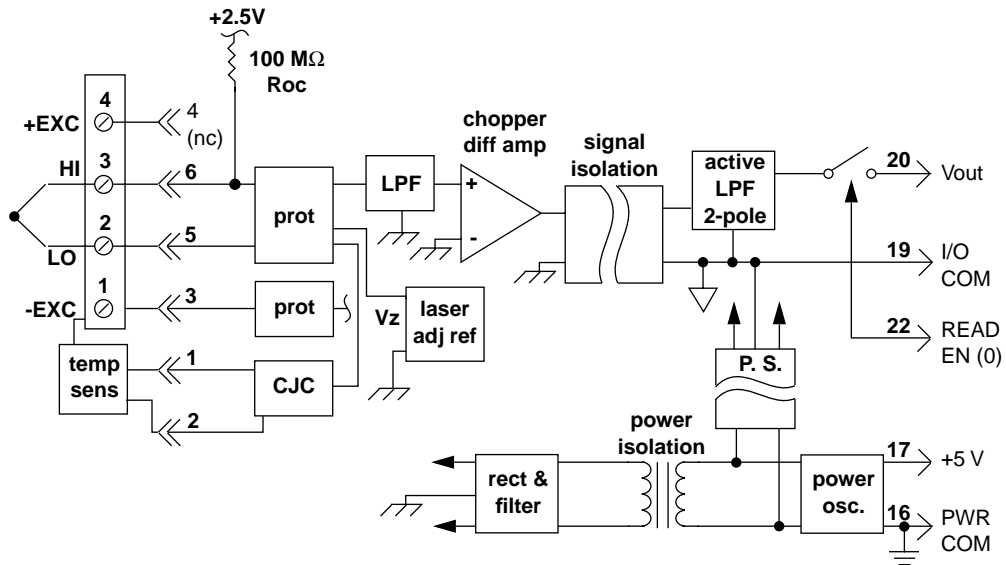 +2.5V
100 MΩ
Roc
4
+EXC
4
(nc)
HI
3
6
2
5
LO
1
-EXC
3
prot
LPF
chopper
diff amp
+
-
signal
isolation
active
LPF
2-pole
20
Vout
19
I/O
COM
22
READ
EN (0)
prot
Vz
laser
adj ref
temp
sens
1
2
CJC
P. S.
power
isolation
rect &
filter
power
osc.
17
+5 V
16
PWR
COM